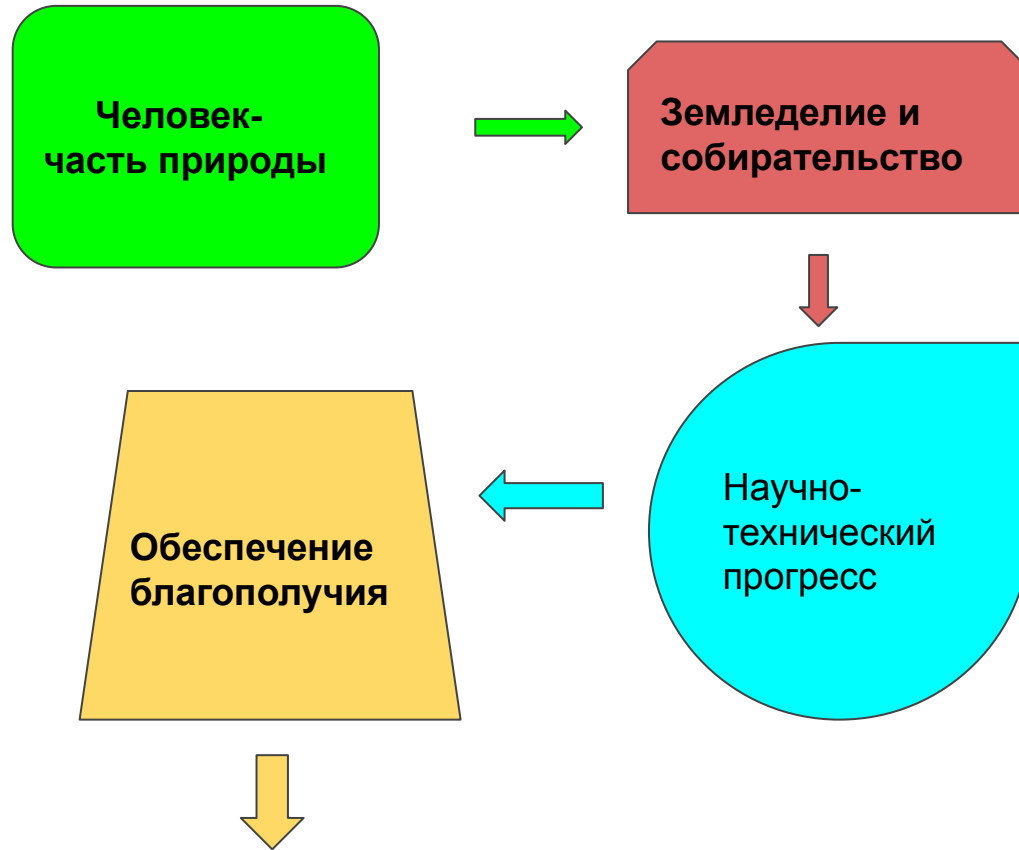 Человек-
часть природы
Земледелие и
собирательство
Научно-
технический
прогресс
Обеспечение
благополучия